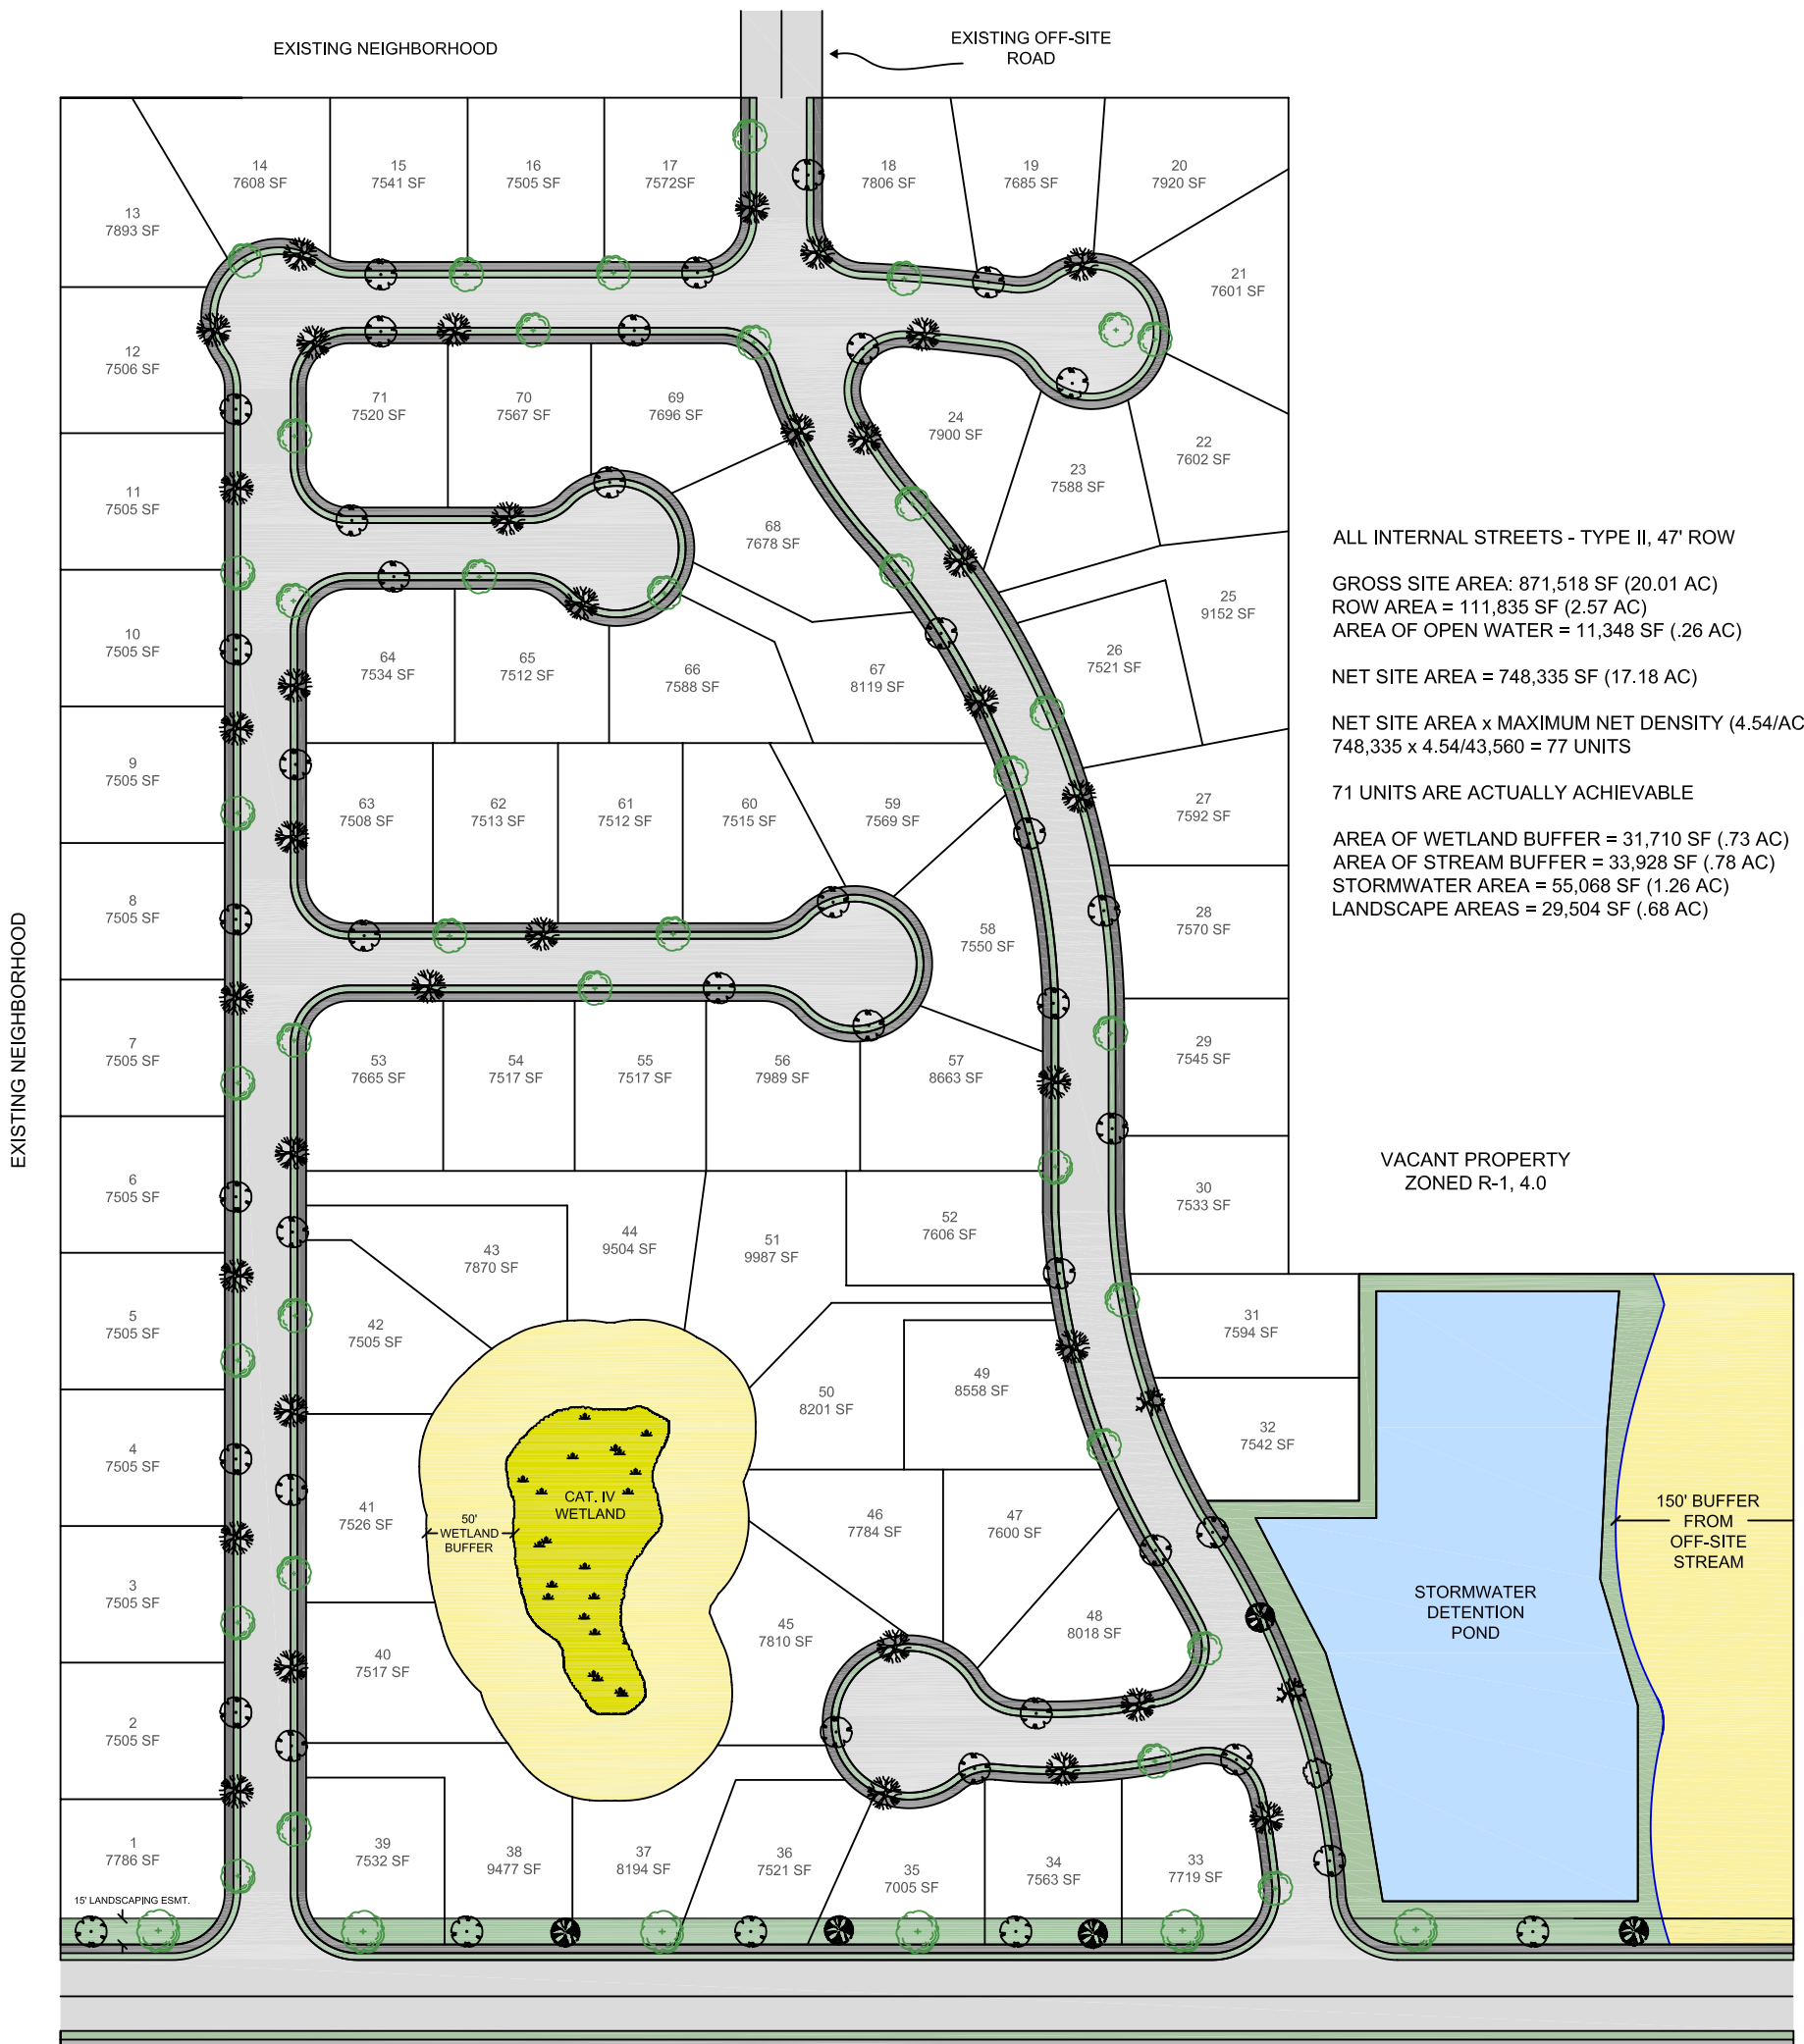 EXISTING NEIGHBORHOOD
EXISTING OFF-SITE
ROAD
14
7608 SF
15
7541 SF
16
7505 SF
17
7572SF
18
7806 SF
19
7685 SF
20
7920 SF
13
7893 SF
21
7601 SF
12
7506 SF
71
7520 SF
70
7567 SF
69
7696 SF
24
7900 SF
22
7602 SF
23
7588 SF
11
7505 SF
68
7678 SF
ALL INTERNAL STREETS - TYPE II, 47' ROW
GROSS SITE AREA: 871,518 SF (20.01 AC)
ROW AREA = 111,835 SF (2.57 AC)
AREA OF OPEN WATER = 11,348 SF (.26 AC)
NET SITE AREA = 748,335 SF (17.18 AC)
NET SITE AREA x MAXIMUM NET DENSITY (4.54/AC
748,335 x 4.54/43,560 = 77 UNITS
71 UNITS ARE ACTUALLY ACHIEVABLE
AREA OF WETLAND BUFFER = 31,710 SF (.73 AC)
AREA OF STREAM BUFFER = 33,928 SF (.78 AC)
STORMWATER AREA = 55,068 SF (1.26 AC)
LANDSCAPE AREAS = 29,504 SF (.68 AC)
25
9152 SF
10
7505 SF
64
7534 SF
65
7512 SF
66
7588 SF
67
8119 SF
26
7521 SF
9
7505 SF
63
7508 SF
62
7513 SF
61
7512 SF
60
7515 SF
59
7569 SF
27
7592 SF
8
7505 SF
58
7550 SF
28
7570 SF
EXISTING NEIGHBORHOOD
7
7505 SF
53
7665 SF
54
7517 SF
55
7517 SF
56
7989 SF
57
8663 SF
29
7545 SF
VACANT PROPERTY
ZONED R-1, 4.0
6
7505 SF
43
7870 SF
44
9504 SF
51
9987 SF
52
7606 SF
30
7533 SF
5
7505 SF
42
7505 SF
31
7594 SF
50
8201 SF
49
8558 SF
4
7505 SF
32
7542 SF
41
7526 SF
50'
WETLAND
BUFFER
CAT. IV
WETLAND
46
7784 SF
47
7600 SF
150' BUFFER
FROM
OFF-SITE
STREAM
3
7505 SF
STORMWATER
DETENTION
POND
45
7810 SF
48
8018 SF
40
7517 SF
2
7505 SF
1
7786 SF
39
7532 SF
38
9477 SF
37
8194 SF
36
7521 SF
35
7005 SF
34
7563 SF
33
7719 SF
15' LANDSCAPING ESMT.